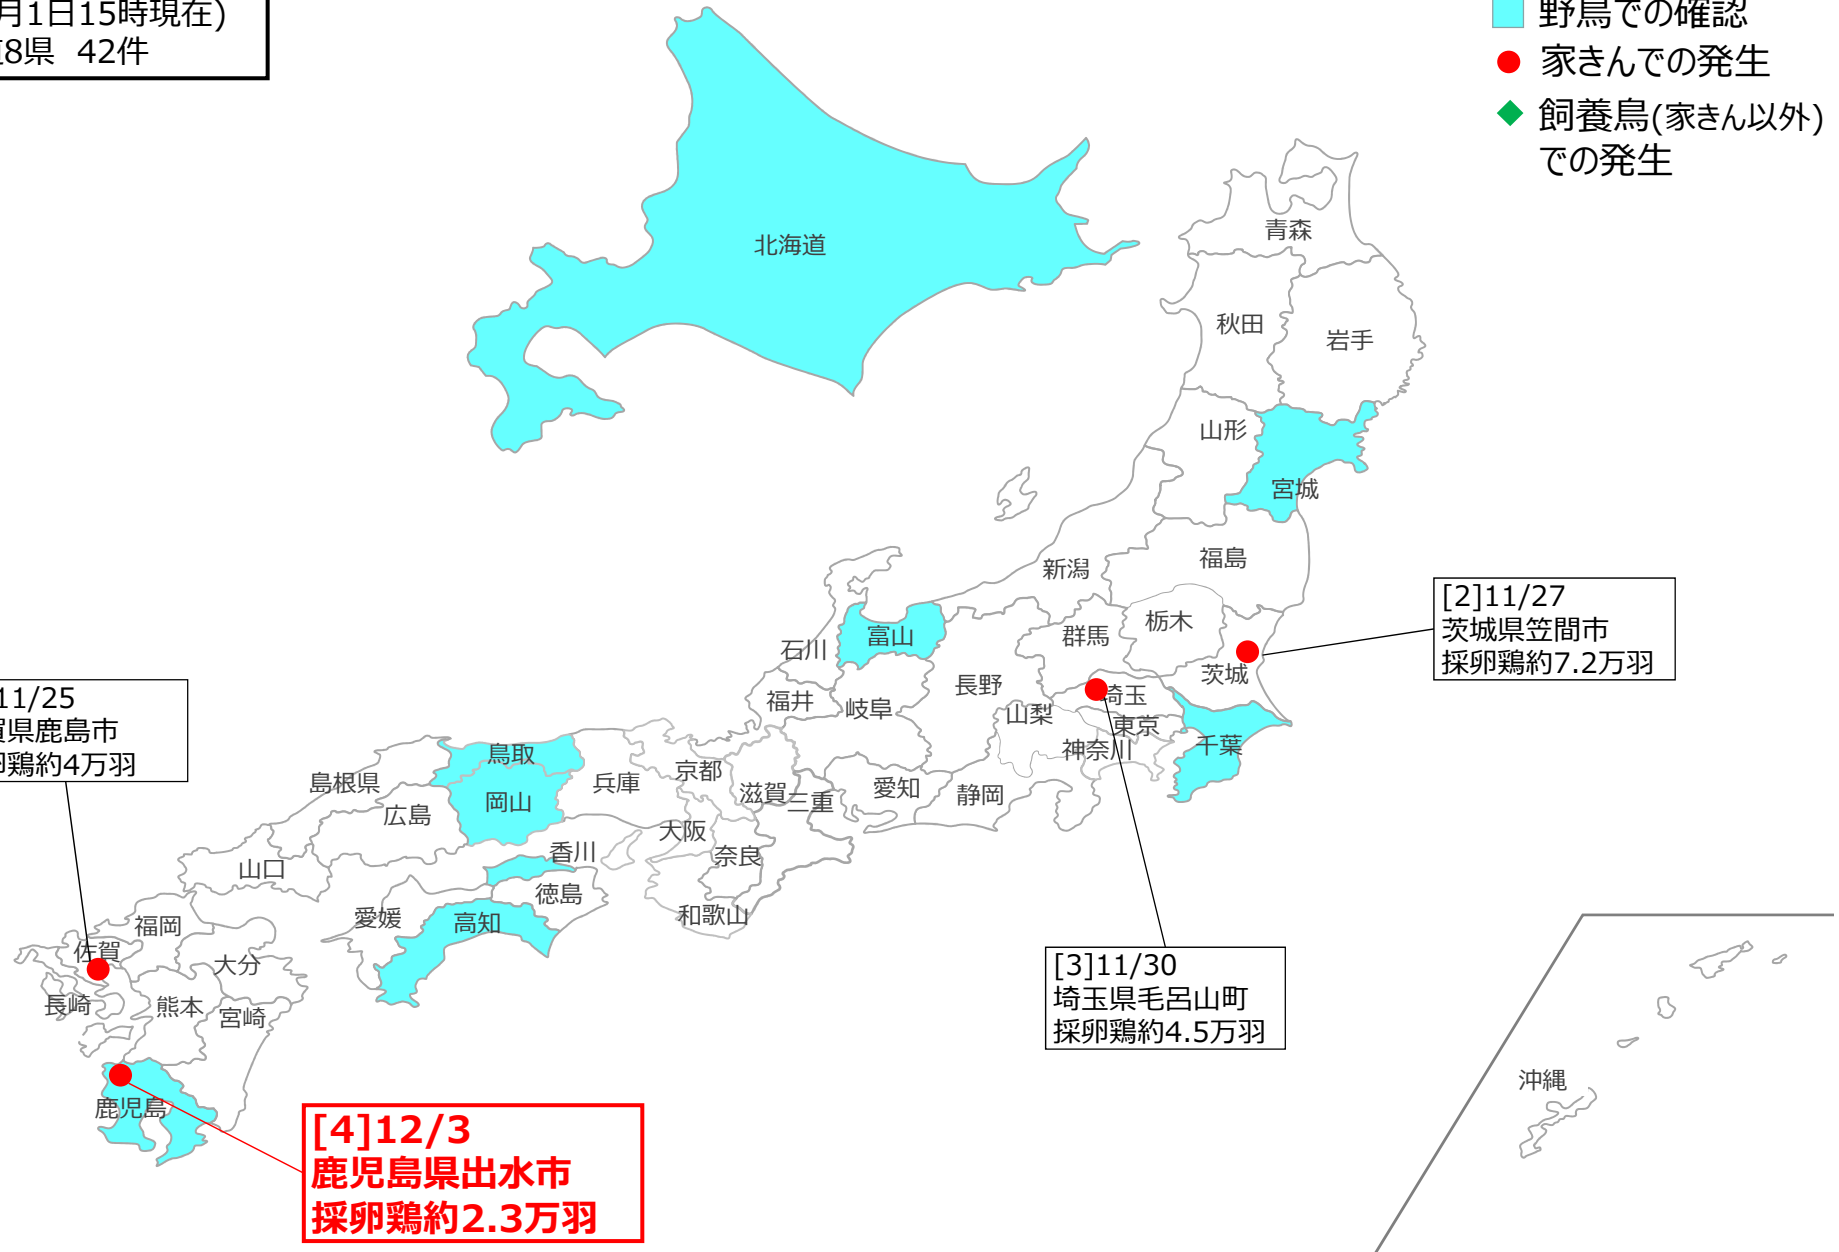 月1日15時現在)
8県 42件
野鳥での確認
家きんでの発生
飼養鳥(家きん以外)
での発生
北海道
青森
秋田
岩手
山形
宮城
新潟
福島
[2]11/27
茨城県笠間市
採卵鶏約7.2万羽
栃木
群馬
富山
石川
茨城
長野
埼玉
福井
岐阜
山梨
東京
神奈川
千葉
11/25
賀県鹿島市
卵鶏約4万羽
鳥取
島根県
兵庫
京都
滋賀
三重
愛知
静岡
岡山
広島
大阪
香川
奈良
山口
徳島
愛媛
高知
和歌山
福岡
佐賀
大分
長崎
熊本
宮崎
[3]11/30
埼玉県毛呂山町
採卵鶏約4.5万羽
沖縄
鹿児島
[4]12/3
鹿児島県出水市
採卵鶏約2.3万羽